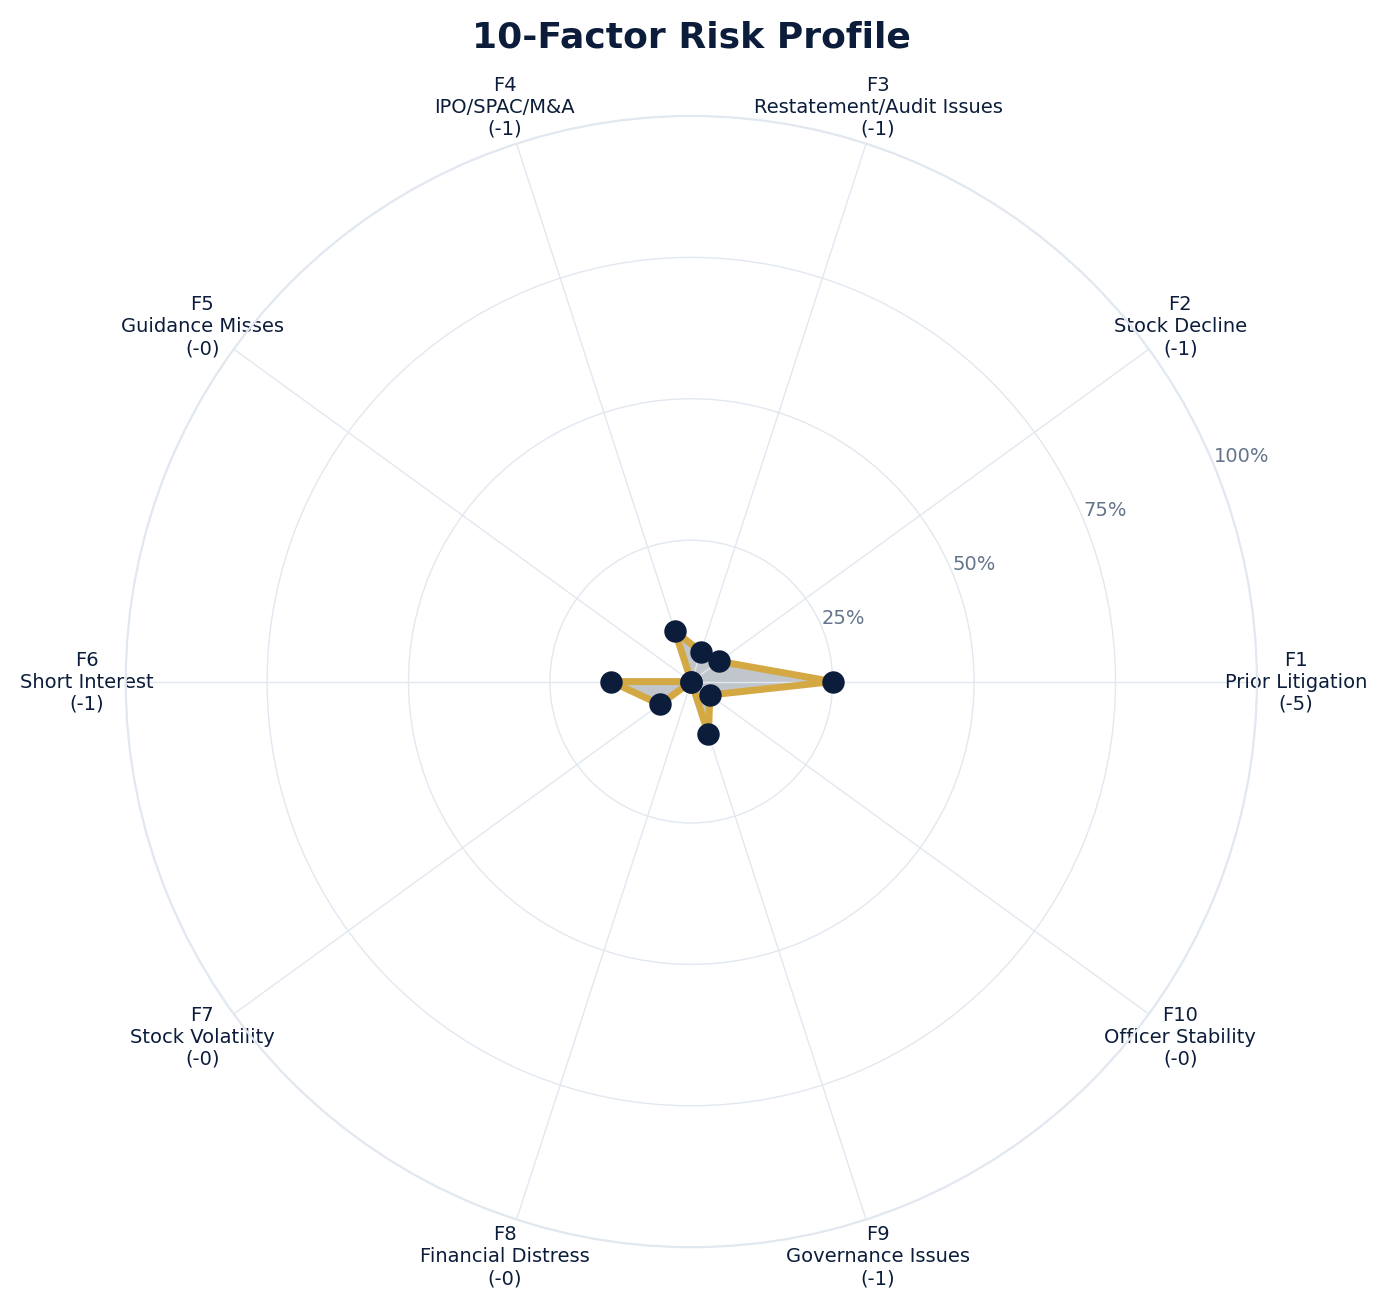 10-Factor Risk Profile
F4
IPO/SPAC/M&A
(-1)
F3
Restatement/Audit Issues
(-1)
F5
Guidance Misses
(-0)
F2
Stock Decline
(-1)
100%
75%
50%
25%
F6
Short Interest
(-1)
F1
Prior Litigation
(-5)
F7
Stock Volatility
(-0)
F10
Officer Stability
(-0)
F8
Financial Distress
(-0)
F9
Governance Issues
(-1)